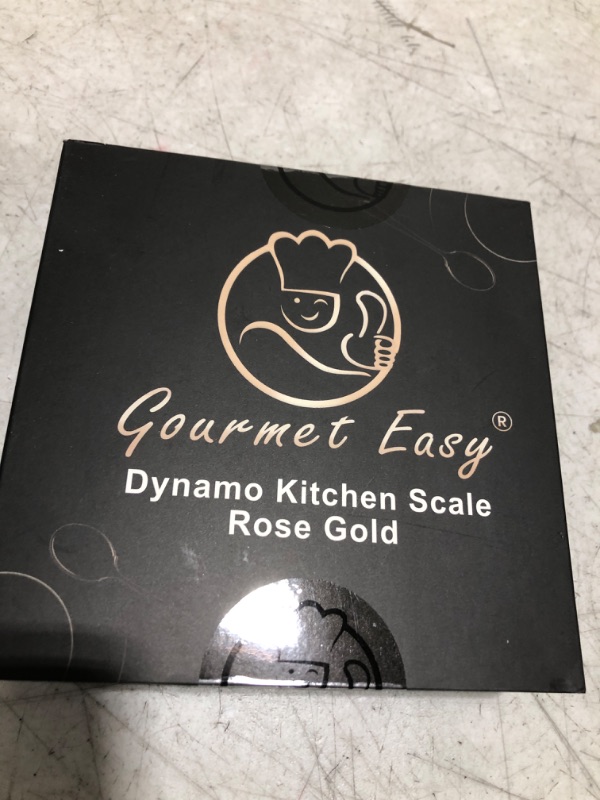 Gourmet Easy®
Dynamo Kitchen Scale
Rose Gold